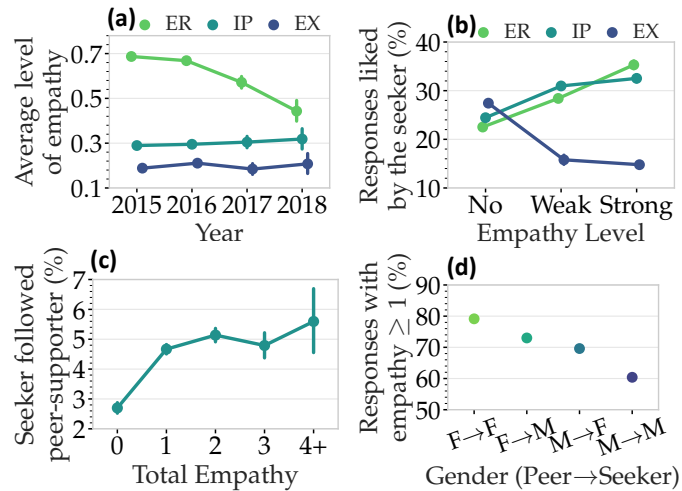 (a)
ER IP EX
Average level
of empathy
0.7
0.5
0.3
0.1
2015 2016 2017 2018
Year
(b)
ER IP EX
Responses liked
by the seeker (%)
40
30
20
10
No Weak Strong
Empathy Level
(c)
Seeker followed
peer-supporter (%)
7
6
5
4
3
2
0 1 2 3 4+
Total Empathy
(d)
Responses with
empathy ≥ 1 (%)
90
80
70
60
50
F→F F→M M→F M→M
Gender (Peer→Seeker)